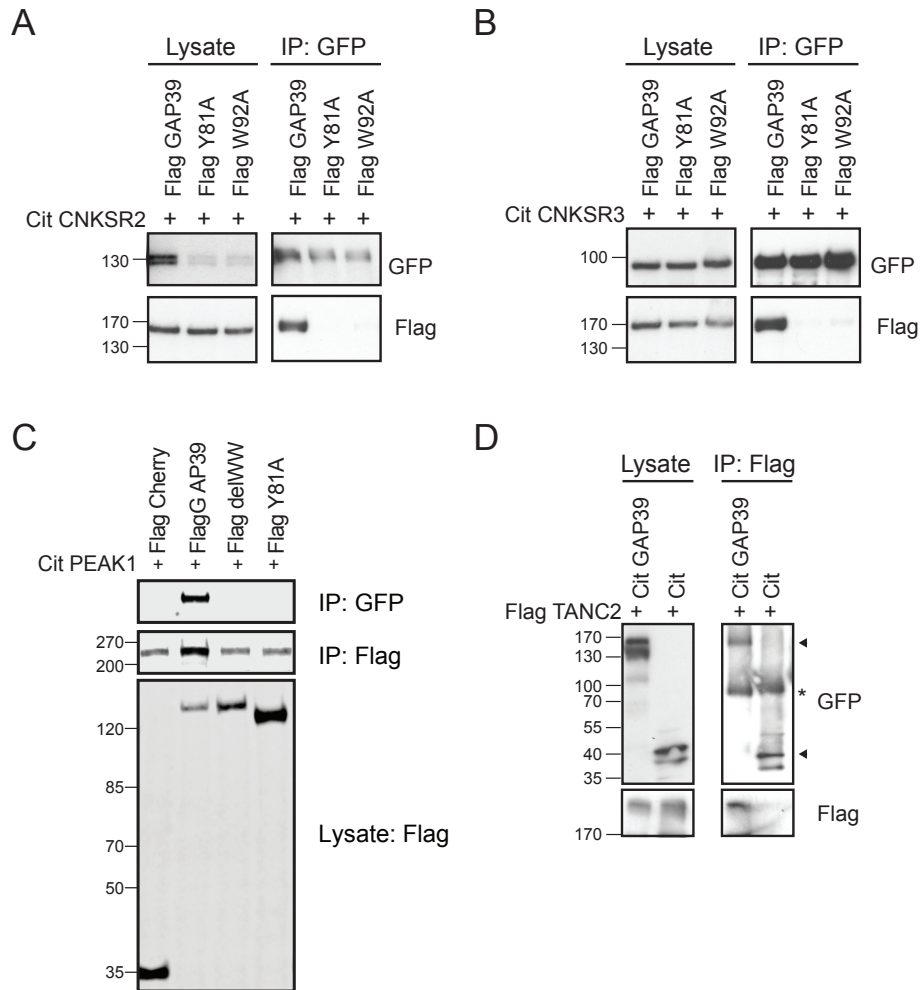 A
Lysate
IP: GFP
Flag GAP39
Flag Y81A
Flag W92A
Flag GAP39
Flag Y81A
Flag W92A
Cit CNKSR2 + + + + + +
130
GFP
170
130
Flag
B
Lysate
IP: GFP
Flag GAP39
Flag Y81A
Flag W92A
Flag GAP39
Flag Y81A
Flag W92A
Cit CNKSR3 + + + + + +
100
GFP
170
130
Flag
C
Flag Cherry
FlagG AP39
Flag delWW
Flag Y81A
Cit PEAK1 + + + +
IP: GFP
270
200
IP: Flag
120
85
70
50
35
Lysate: Flag
D
Lysate
IP: Flag
Cit GAP39
Cit
Cit GAP39
Cit
Flag TANC2 + + + +
170
130
100
70
55
40
35
*
GFP
170
Flag